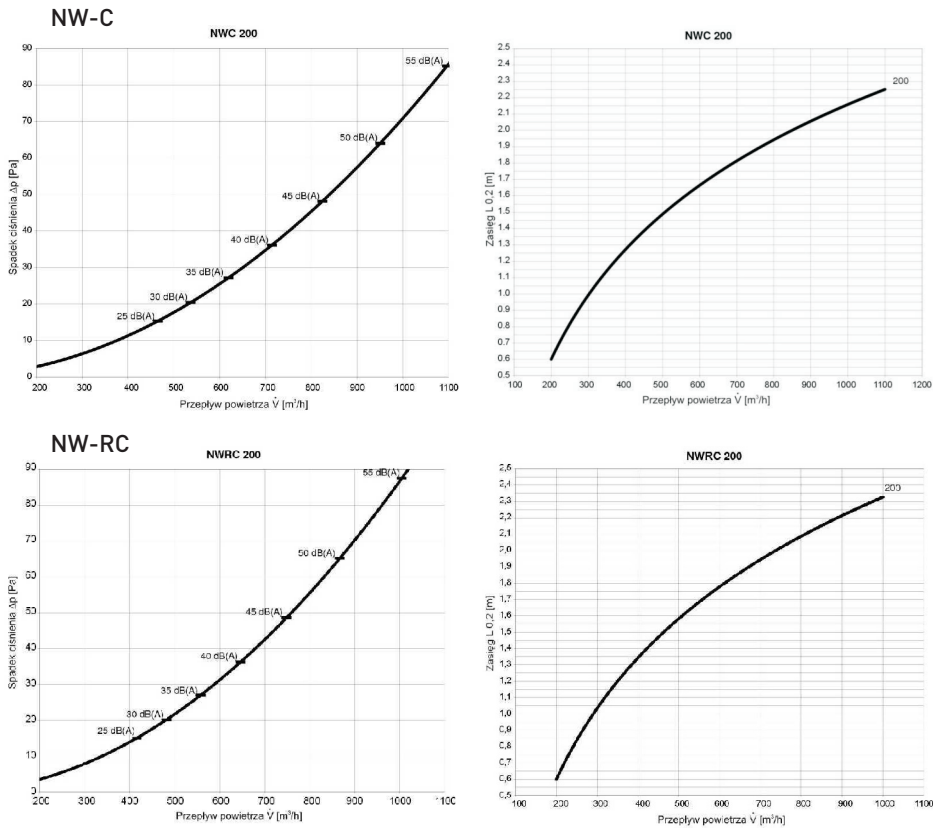 NW-C
NWC 200
90
80
70
60
50
40
30
20
10
0
Spadek ciśnienia Δp [Pa]
55 dB(A)
50 dB(A)
45 dB(A)
40 dB(A)
35 dB(A)
30 dB(A)
25 dB(A)
200 300 400 500 600 700 800 900 1000 1100
Przepływ powietrza V̇ [m³/h]
NWC 200
2.5
2.4
2.3
2.2
2.1
2.0
1.9
1.8
1.7
1.6
1.5
1.4
1.3
1.2
1.1
1.0
0.9
0.8
0.7
0.6
0.5
Zasięg L 0,2 [m]
200
100 200 300 400 500 600 700 800 900 1000 1100 1200
Przepływ powietrza V̇ [m³/h]
NW-RC
NWRC 200
90
80
70
60
50
40
30
20
10
0
Spadek ciśnienia Δp [Pa]
55 dB(A)
50 dB(A)
45 dB(A)
40 dB(A)
35 dB(A)
30 dB(A)
25 dB(A)
200 300 400 500 600 700 800 900 1000 1100
Przepływ powietrza V̇ [m³/h]
NWRC 200
2,5
2,4
2,3
2,2
2,1
2,0
1,9
1,8
1,7
1,6
1,5
1,4
1,3
1,2
1,1
1,0
0,9
0,8
0,7
0,6
0,5
Zasięg L 0,2 [m]
200
100 200 300 400 500 600 700 800 900 1000 1100
Przepływ powietrza V̇ [m³/h]